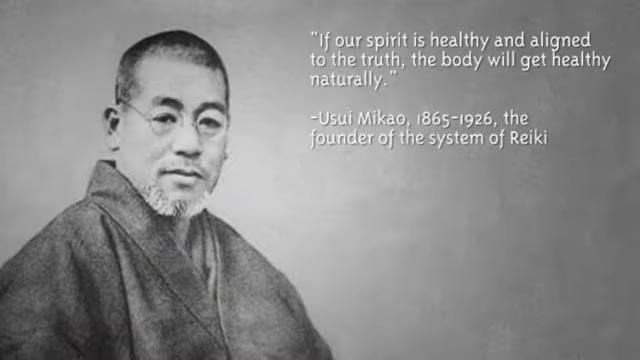 "If our spirit is healthy and aligned
to the truth, the body will get healthy
naturally."
-Usui Mikao, 1865-1926, the
founder of the system of Reiki